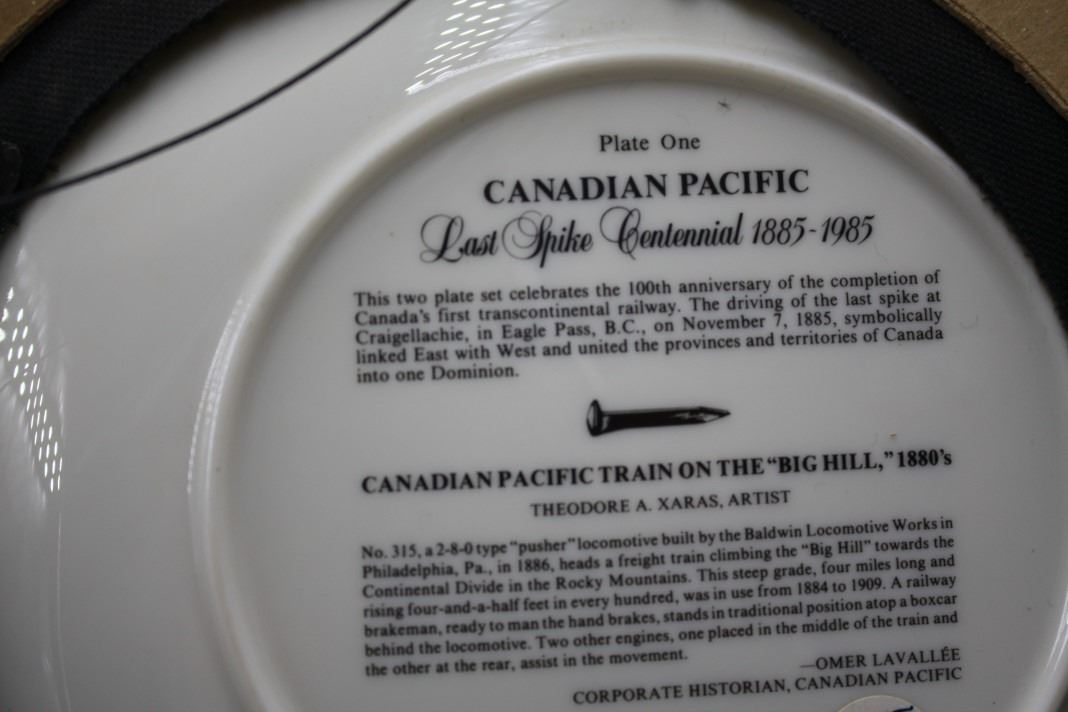 Plate One
CANADIAN PACIFIC
Last Spike Centennial 1885-1985
This two plate set celebrates the 100th anniversary of the completion of
Canada's first transcontinental railway. The driving of the last spike at
Craigellachie, in Eagle Pass, B.C., on November 7, 1885, symbolically
linked East with West and united the provinces and territories of Canada
into one Dominion.
CANADIAN PACIFIC TRAIN ON THE "BIG HILL," 1880's
THEODORE A. XARAS, ARTIST
No. 315, a 2-8-0 type "pusher" locomotive built by the Baldwin Locomotive Works in
Philadelphia, Pa., in 1886, heads a freight train climbing the "Big Hill" towards the
Continental Divide in the Rocky Mountains. This steep grade, four miles long and
rising four-and-a-half feet in every hundred, was in use from 1884 to 1909. A railway
brakeman, ready to man the hand brakes, stands in traditional position atop a boxcar
behind the locomotive. Two other engines, one placed in the middle of the train and
the other at the rear, assist in the movement.
—OMER LAVALLÉE
CORPORATE HISTORIAN, CANADIAN PACIFIC